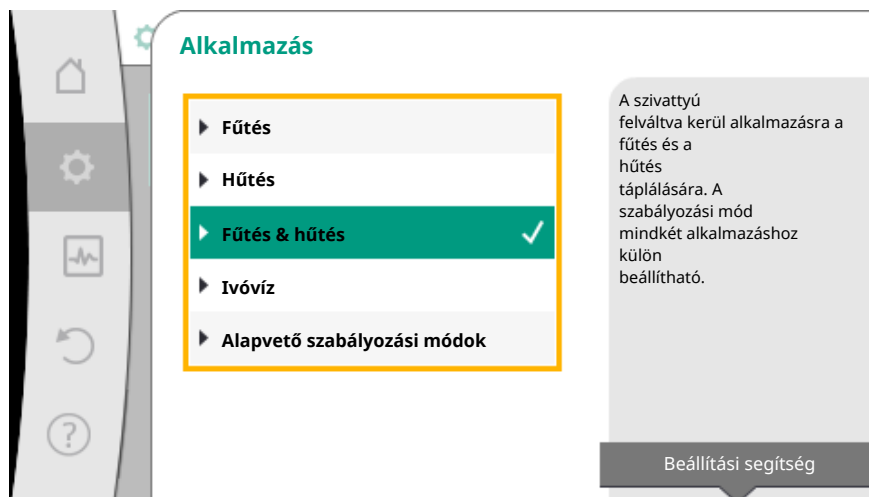 Alkalmazás
Fűtés
Hűtés
Fűtés & hűtés
Ivóvíz
Alapvető szabályozási módok
A szivattyú
felváltva kerül alkalmazásra a
fűtés és a
hűtés
táplálására. A
szabályozási mód
mindkét alkalmazáshoz
külön
beállítható.
Beállítási segítség